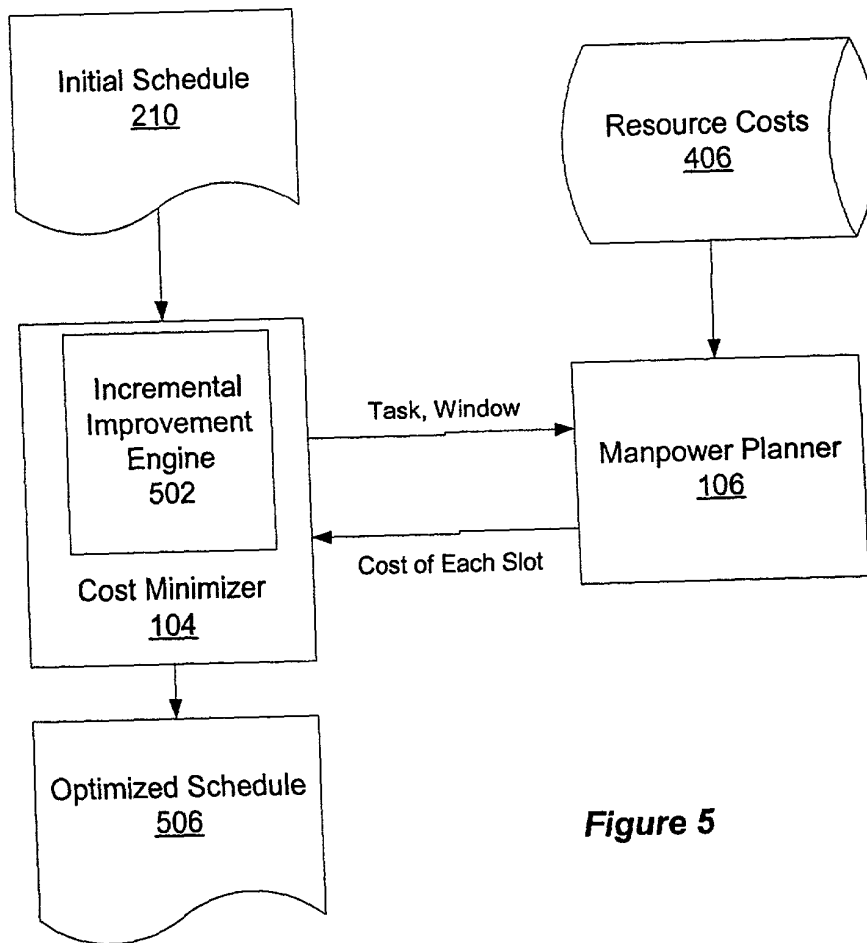 Initial Schedule
210
Resource Costs
406
Incremental
Improvement
Engine
502
Cost Minimizer
104
Task, Window
Cost of Each Slot
Manpower Planner
106
Optimized Schedule
506
Figure 5